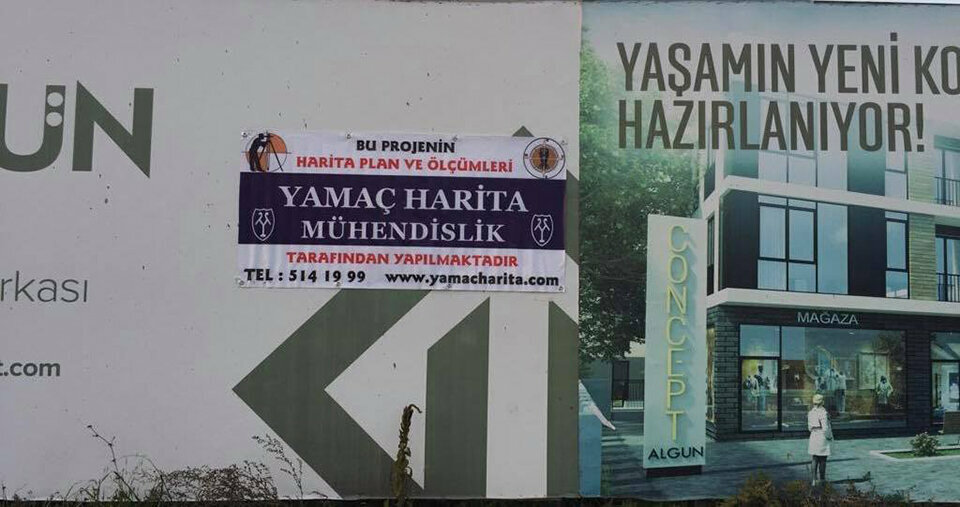 ÜN
rkası
t.com
BU PROJENİN
HARİTA PLAN VE ÖLÇÜMLERİ
YAMAÇ HARİTA
MÜHENDİSLİK
TARAFINDAN YAPILMAKTADIR
TEL : 514 19 99 www.yamacharita.com
YAŞAMIN YENİ KO
HAZIRLANIYOR!
MAĞAZA
CONCEPT
ALGUN